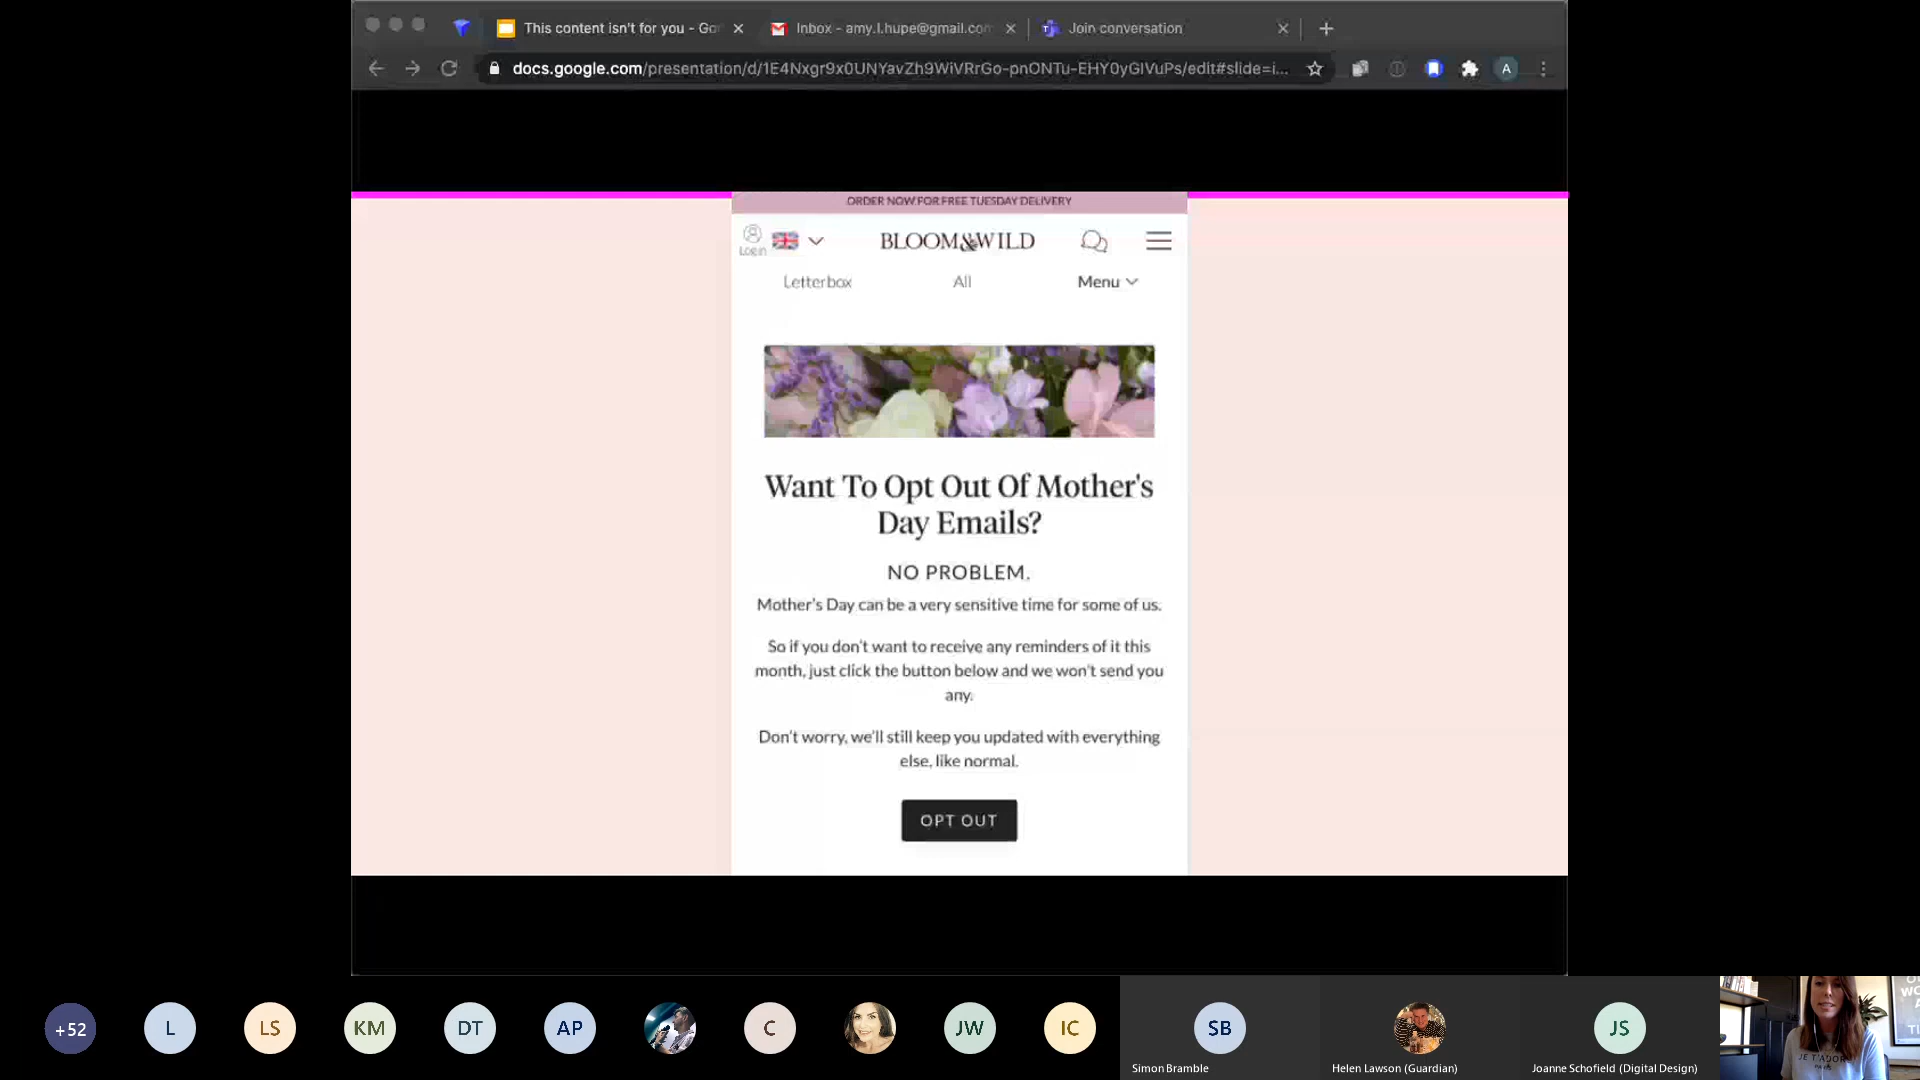 This content isn't for you - Go
Inbox - amy.l.hupe@gmail.co
Join conversation
docs.google.com/presentation/d/1E4Nxgr9x0UNYavZh9WiVRrGo-pnONTu-EHY0yGlVuPs/edit#slide=i...
A
ORDER NOW FOR FREE TUESDAY DELIVERY
Login
BLOOM&WILD
Letterbox
All
Menu
Want To Opt Out Of Mother's
Day Emails?
NO PROBLEM.
Mother's Day can be a very sensitive time for some of us.
So if you don't want to receive any reminders of it this
month, just click the button below and we won't send you
any.
Don't worry, we'll still keep you updated with everything
else, like normal.
OPT OUT
+52
L
LS
KM
DT
AP
C
JW
IC
SB
JS
Simon Bramble
Helen Lawson (Guardian)
Joanne Schofield (Digital Design)
JE T'ADORE